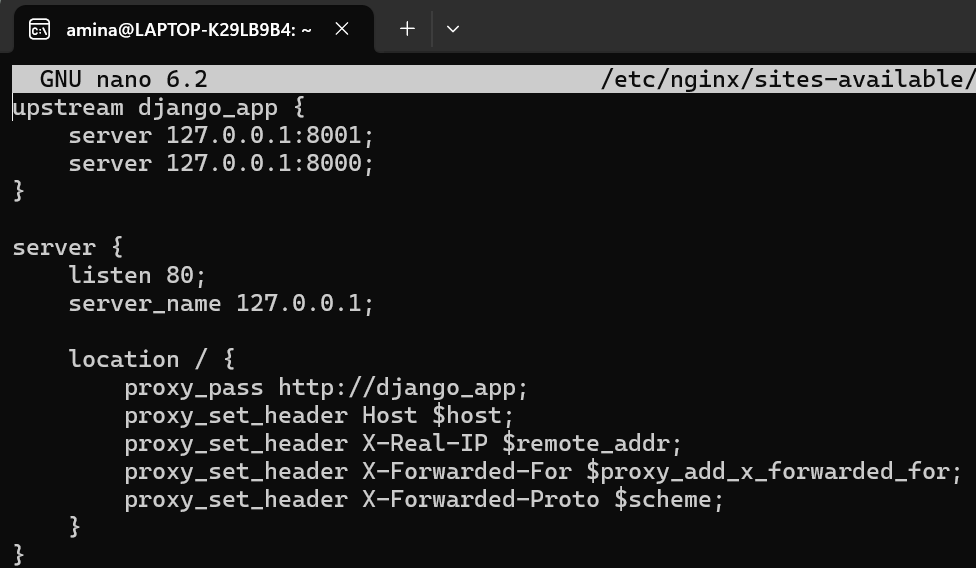 amina@LAPTOP-K29LB9B4: ~
GNU nano 6.2 /etc/nginx/sites-available/
upstream django_app {
    server 127.0.0.1:8001;
    server 127.0.0.1:8000;
}

server {
    listen 80;
    server_name 127.0.0.1;

    location / {
        proxy_pass http://django_app;
        proxy_set_header Host $host;
        proxy_set_header X-Real-IP $remote_addr;
        proxy_set_header X-Forwarded-For $proxy_add_x_forwarded_for;
        proxy_set_header X-Forwarded-Proto $scheme;
    }
}